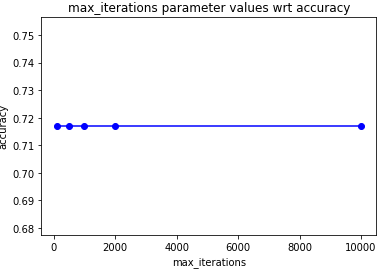 max_iterations parameter values wrt accuracy
0.75
0.74
0.73
0.72
0.71
0.70
0.69
0.68
accuracy
0 2000 4000 6000 8000 10000
max_iterations